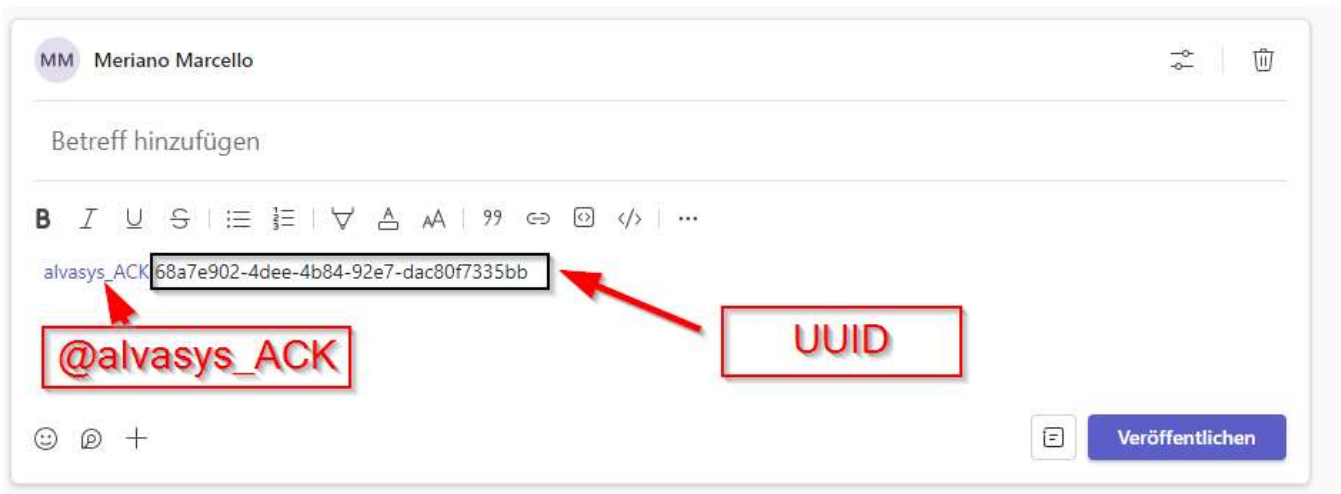 MM Meriano Marcello
Betreff hinzufügen
B I U S 99 </> ...
alvasys_ACK 68a7e902-4dee-4b84-92e7-dac80f7335bb
@alvasys_ACK
UUID
Veröffentlichen